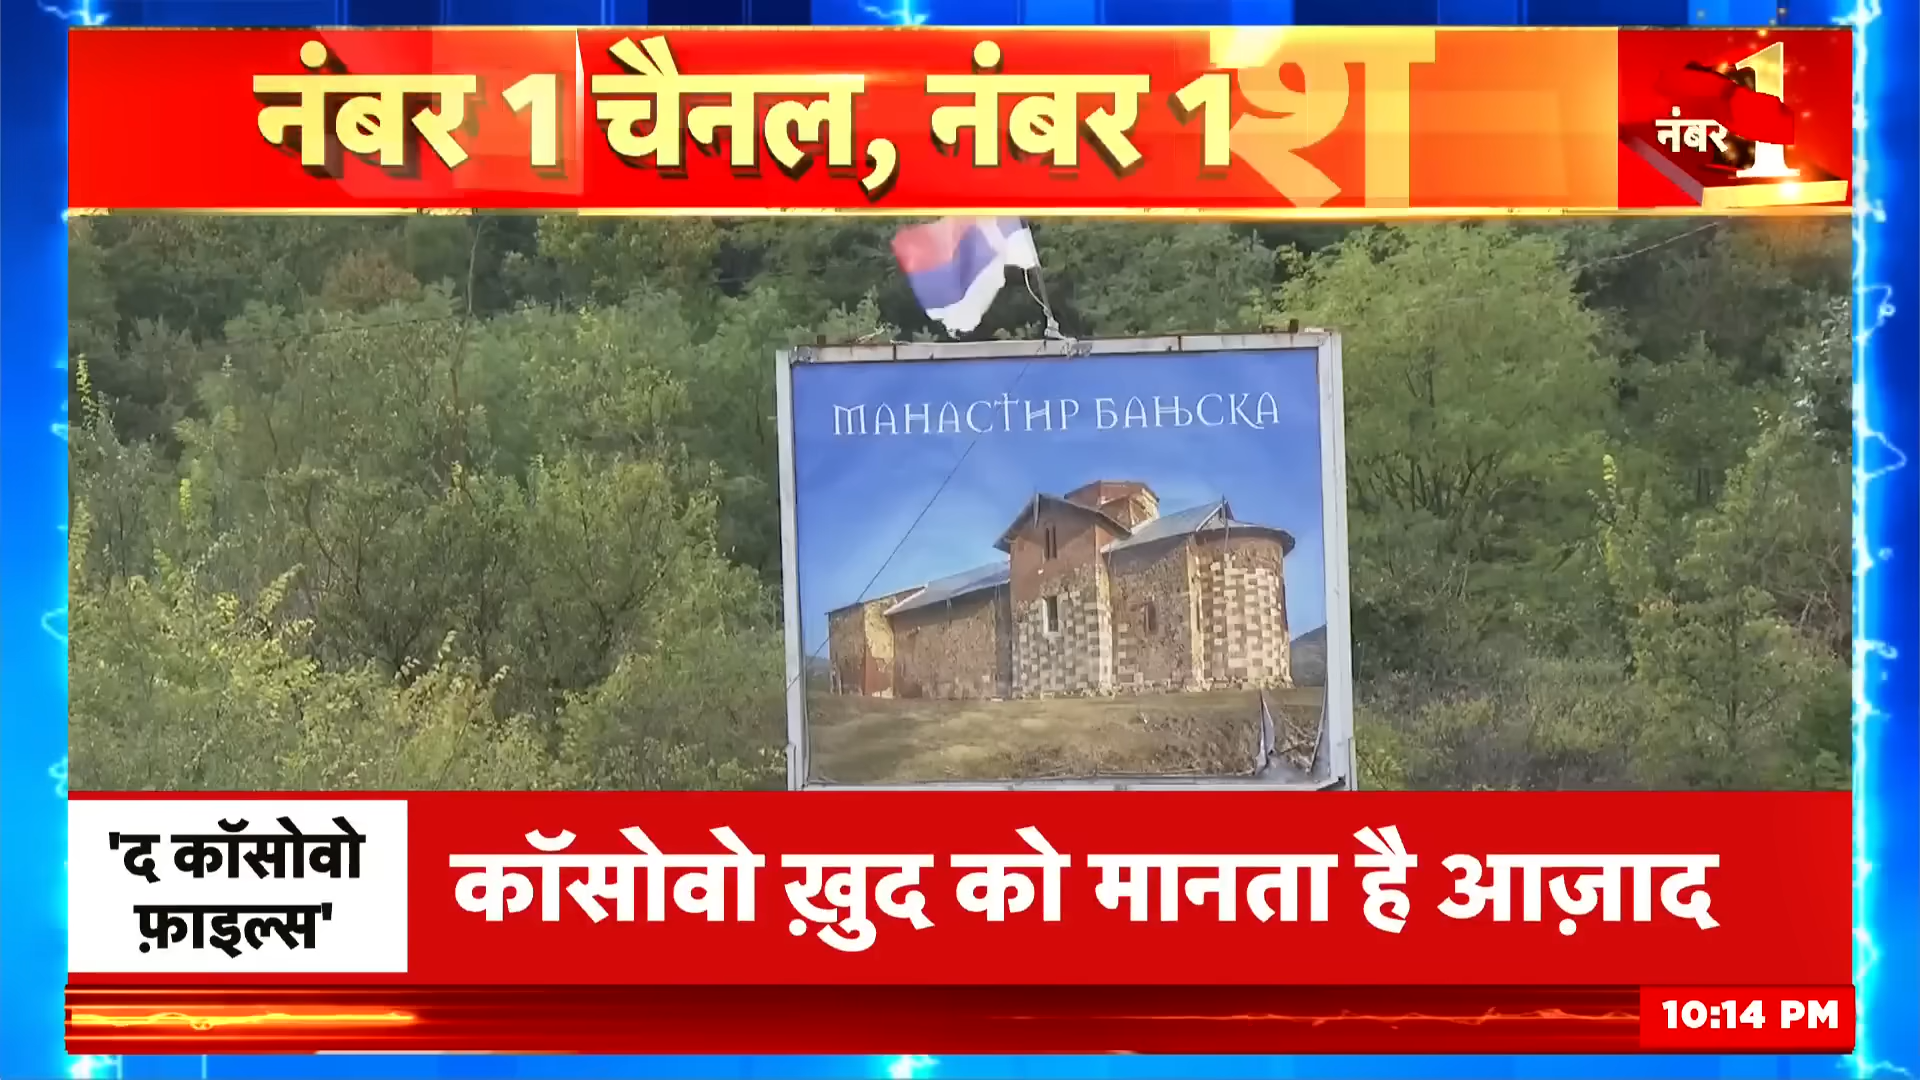 नंबर 1 चैनल, नंबर 1 श
नंबर 1
МАНАСТИР БАЊСКА
'द कॉसोवो
फ़ाइल्स'
कॉसोवो ख़ुद को मानता है आज़ाद
10:14 PM